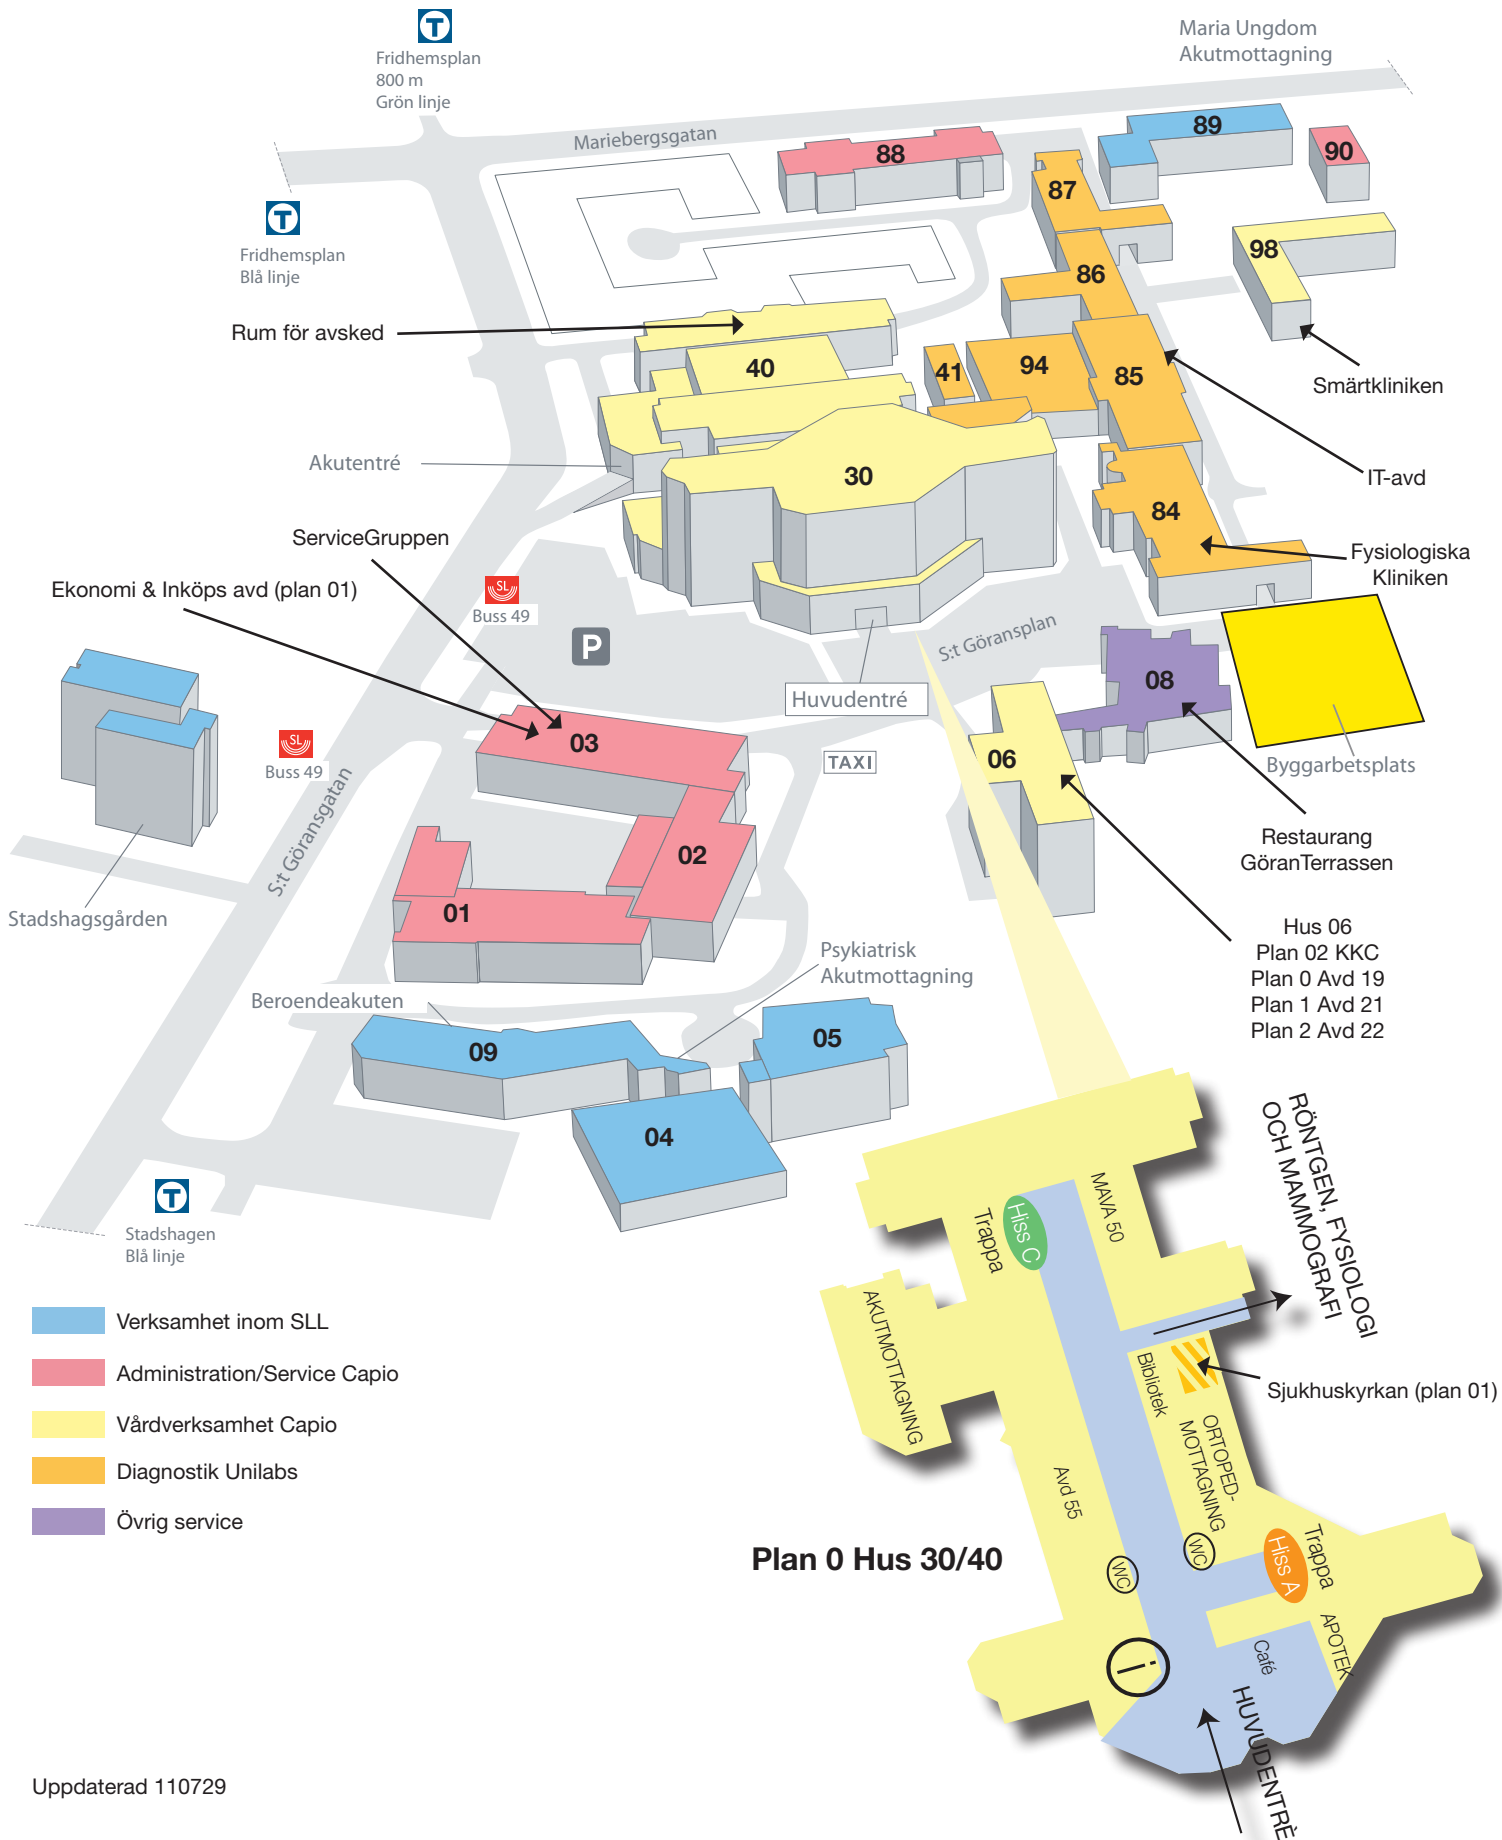 T
Fridhemsplan
800 m
Grön linje
Maria Ungdom
Akutmottagning
Mariebergsgatan
88
89
90
T
Fridhemsplan
Blå linje
87
98
86
Rum för avsked
40
41
94
85
Smärtkliniken
Akutentré
30
IT-avd
84
ServiceGruppen
Fysiologiska
Kliniken
Ekonomi & Inköps avd (plan 01)
SL
Buss 49
P
S:t Göransplan
08
Huvudentré
03
SL
Buss 49
TAXI
06
Byggarbetsplats
S:t Göransgatan
Restaurang
GöranTerrassen
02
01
Stadshagsgården
Hus 06
Plan 02 KKC
Plan 0 Avd 19
Plan 1 Avd 21
Plan 2 Avd 22
Psykiatrisk
Akutmottagning
Beroendeakuten
09
05
04
T
Stadshagen
Blå linje
RÖNTGEN, FYSIOLOGI
OCH MAMMOGRAFI
MAVA 50
Hiss C
Trappa
AKUTMOTTAGNING
Bibliotek
Sjukhuskyrkan (plan 01)
ORTOPED-
MOTTAGNING
Avd 55
WC
WC
Hiss A
Trappa
APOTEK
Café
i
HUVUDENTRÈ
Plan 0 Hus 30/40
Verksamhet inom SLL
Administration/Service Capio
Vårdverksamhet Capio
Diagnostik Unilabs
Övrig service
Uppdaterad 110729